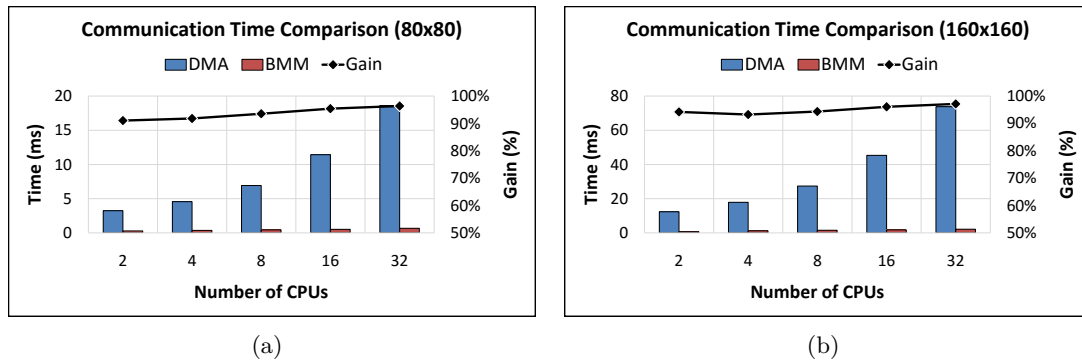 Communication Time Comparison (80x80)
DMA BMM Gain
20 100%
15 90%
80%
10
70%
5 60%
0 50%
Time (ms)
Gain (%)
2 4 8 16 32
Number of CPUs
(a)
Communication Time Comparison (160x160)
DMA BMM Gain
80 100%
90%
60
80%
40
70%
20 60%
0 50%
Time (ms)
Gain (%)
2 4 8 16 32
Number of CPUs
(b)